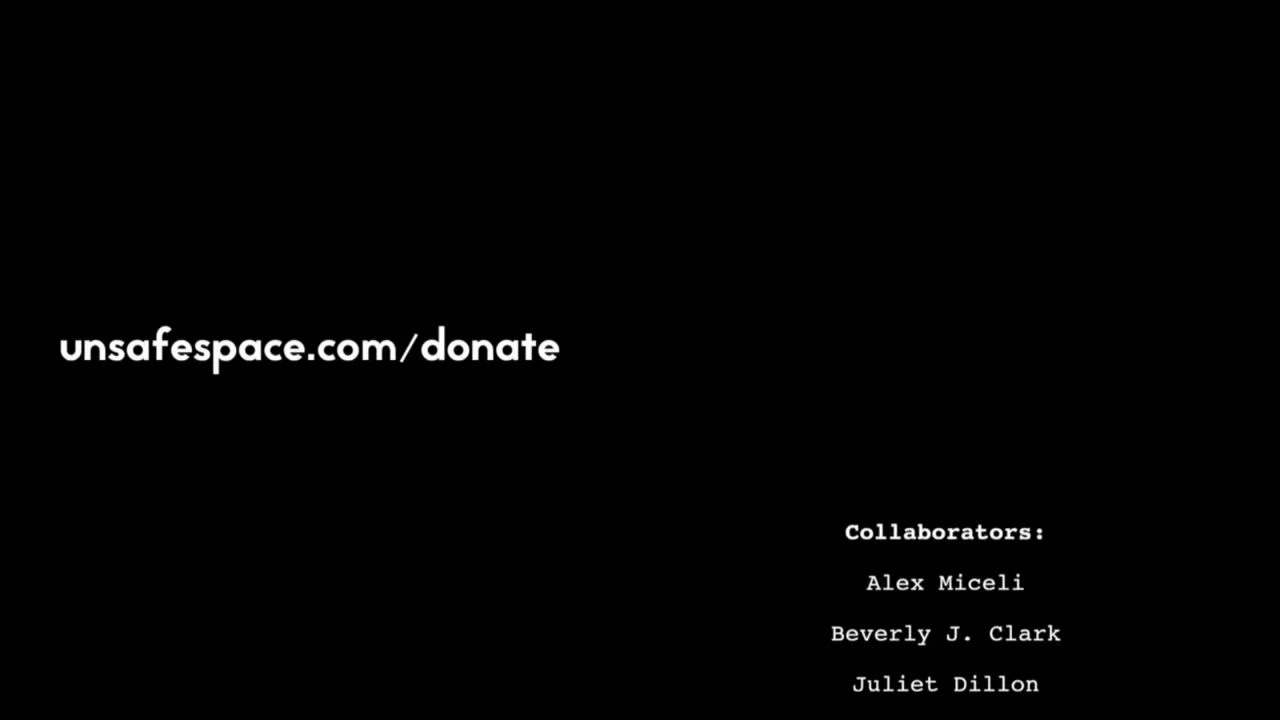 unsafespace.com/donate
Collaborators:
Alex Miceli
Beverly J. Clark
Juliet Dillon